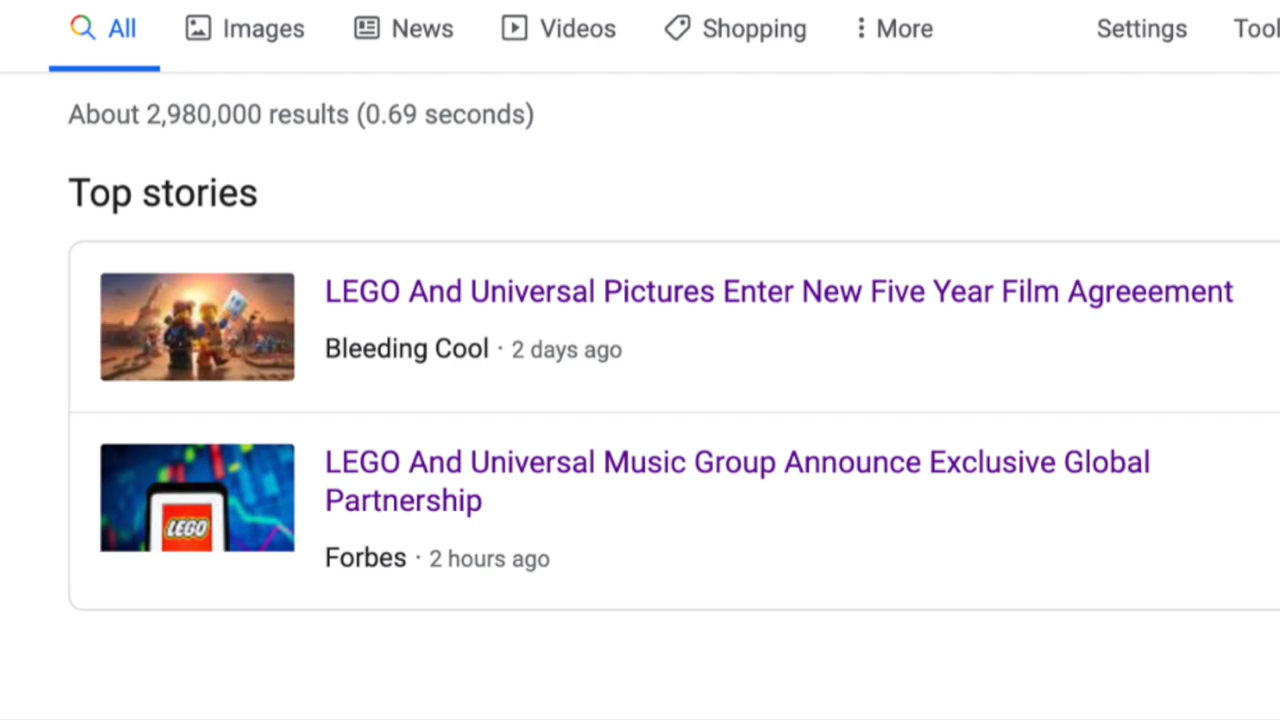 All Images News Videos Shopping More Settings Tool
About 2,980,000 results (0.69 seconds)
Top stories
LEGO And Universal Pictures Enter New Five Year Film Agreeement
Bleeding Cool · 2 days ago
LEGO And Universal Music Group Announce Exclusive Global
Partnership
LEGO
Forbes · 2 hours ago